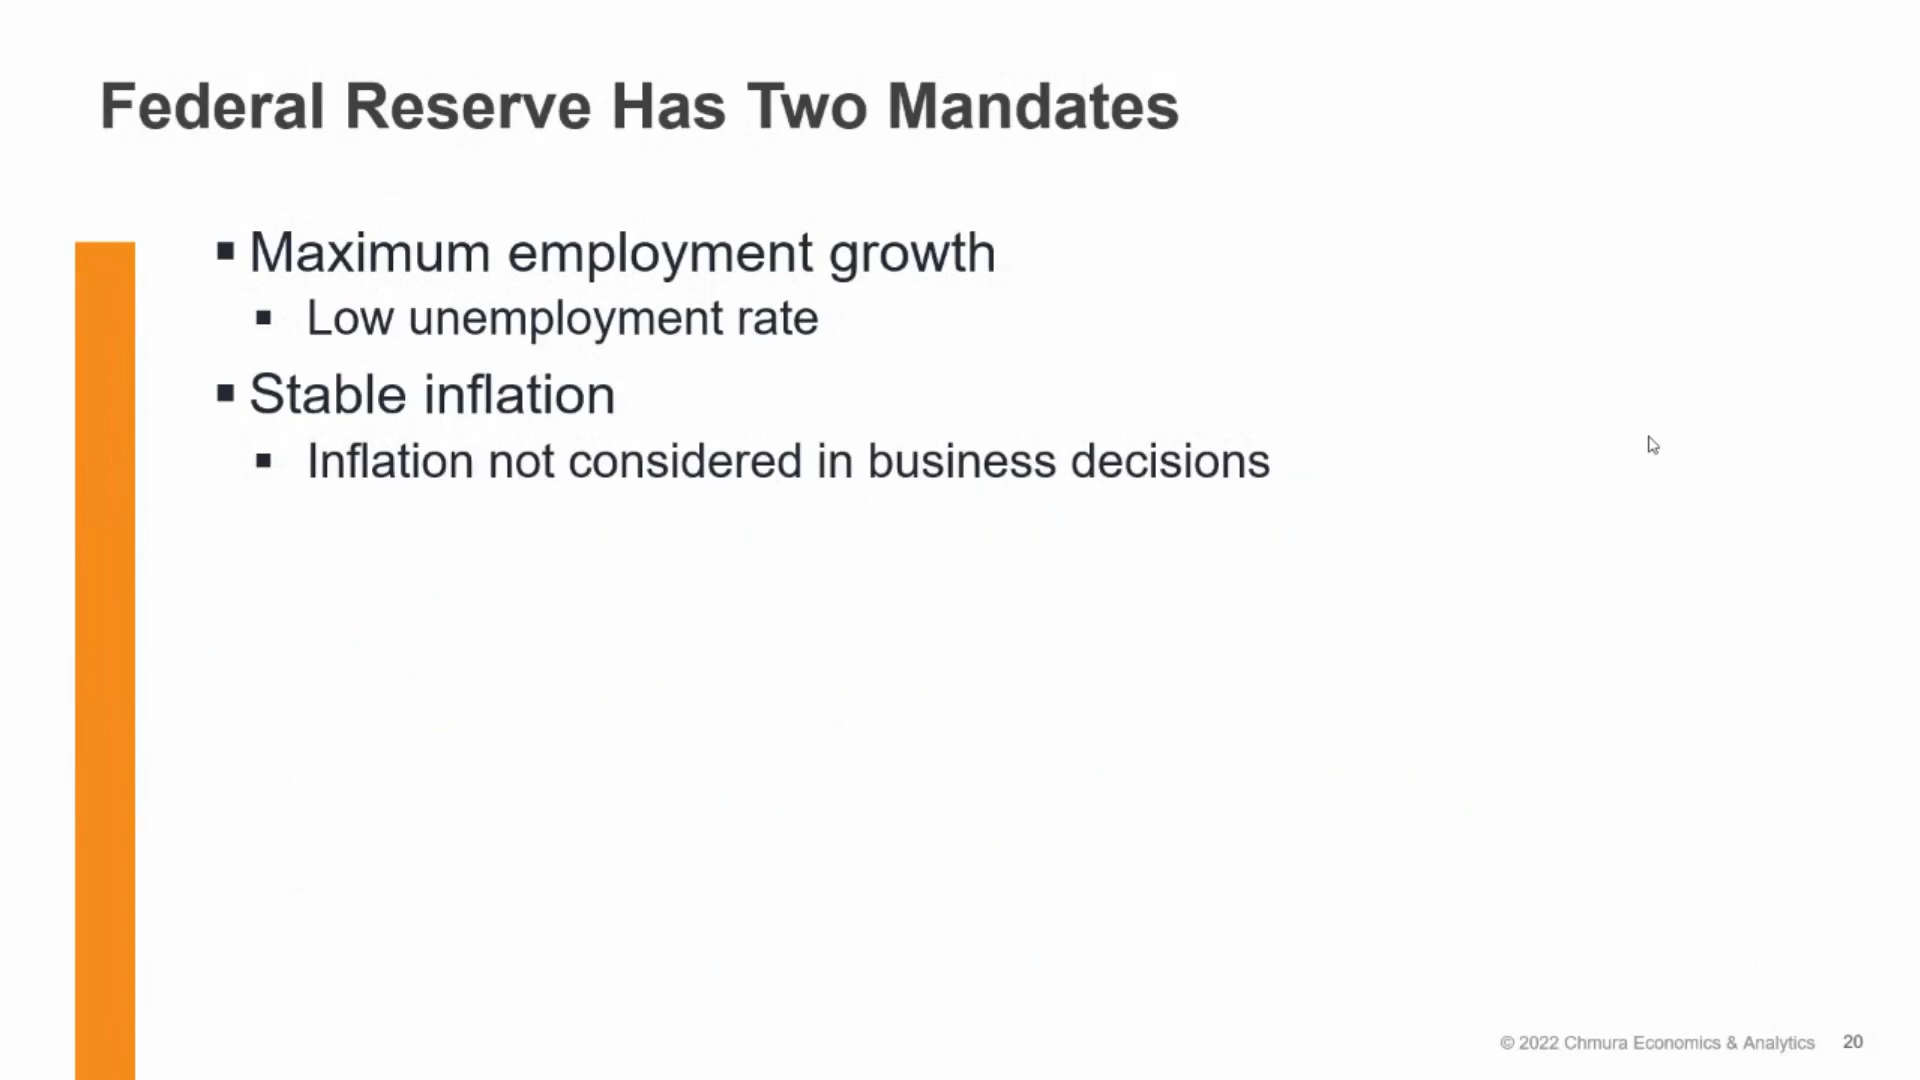 Federal Reserve Has Two Mandates
▪ Maximum employment growth
▪ Low unemployment rate
▪ Stable inflation
▪ Inflation not considered in business decisions
© 2022 Chmura Economics & Analytics 20